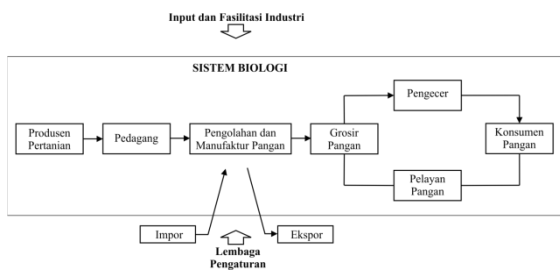 Input dan Fasilitasi Industri
SISTEM BIOLOGI
Pengecer
Produsen
Pertanian
Pedagang
Pengolahan dan
Manufaktur Pangan
Grosir
Pangan
Konsumen
Pangan
Pelayan
Pangan
Impor
Ekspor
Lembaga
Pengaturan